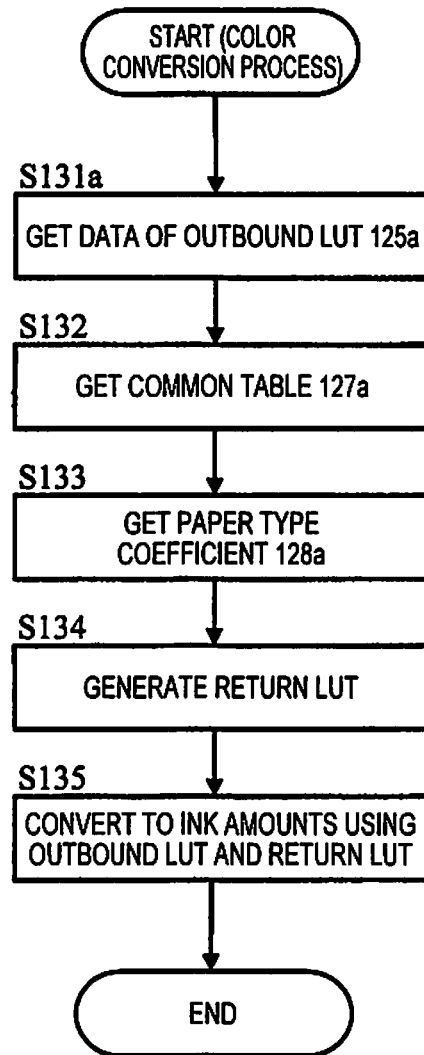 START (COLOR
CONVERSION PROCESS)
S131a
GET DATA OF OUTBOUND LUT 125a
S132
GET COMMON TABLE 127a
S133
GET PAPER TYPE
COEFFICIENT 128a
S134
GENERATE RETURN LUT
S135
CONVERT TO INK AMOUNTS USING
OUTBOUND LUT AND RETURN LUT
END